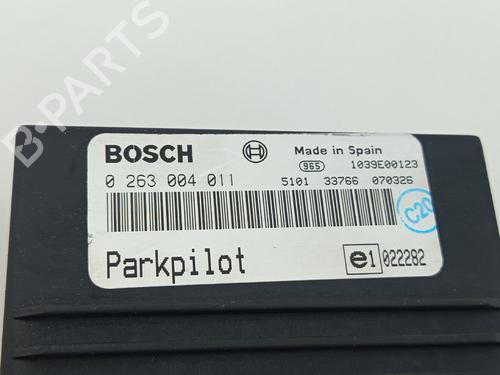 B-PARTS
BOSCH
Made in Spain
965 1039E00123
0 263 004 011
5101 33766 070326
C20
Parkpilot
e1 022282